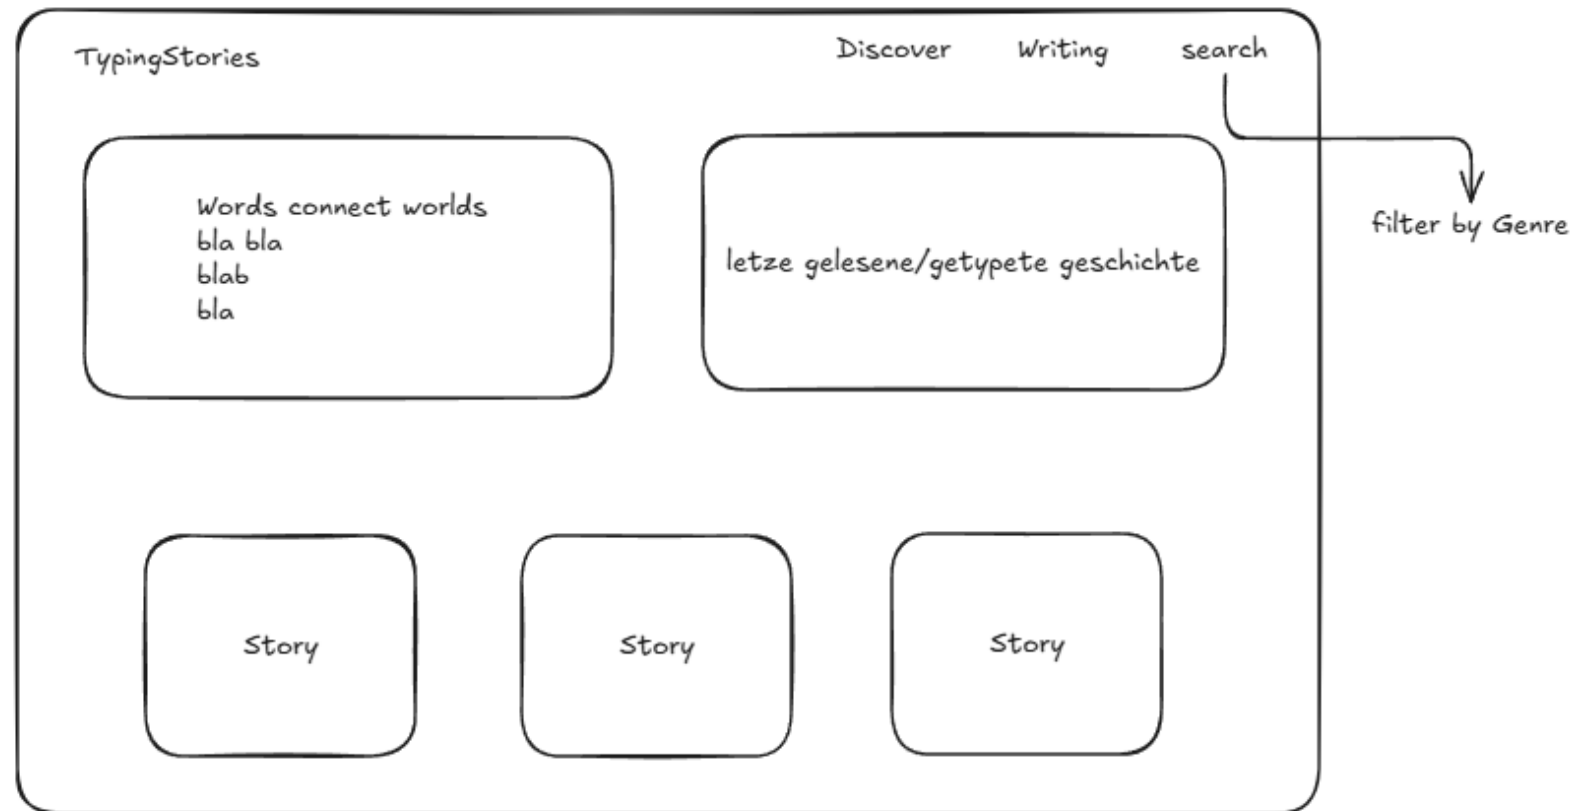 TypingStories
Discover
Writing
search
filter by Genre
Words connect worlds
bla bla
blab
bla
letze gelesene/getypete geschichte
Story
Story
Story